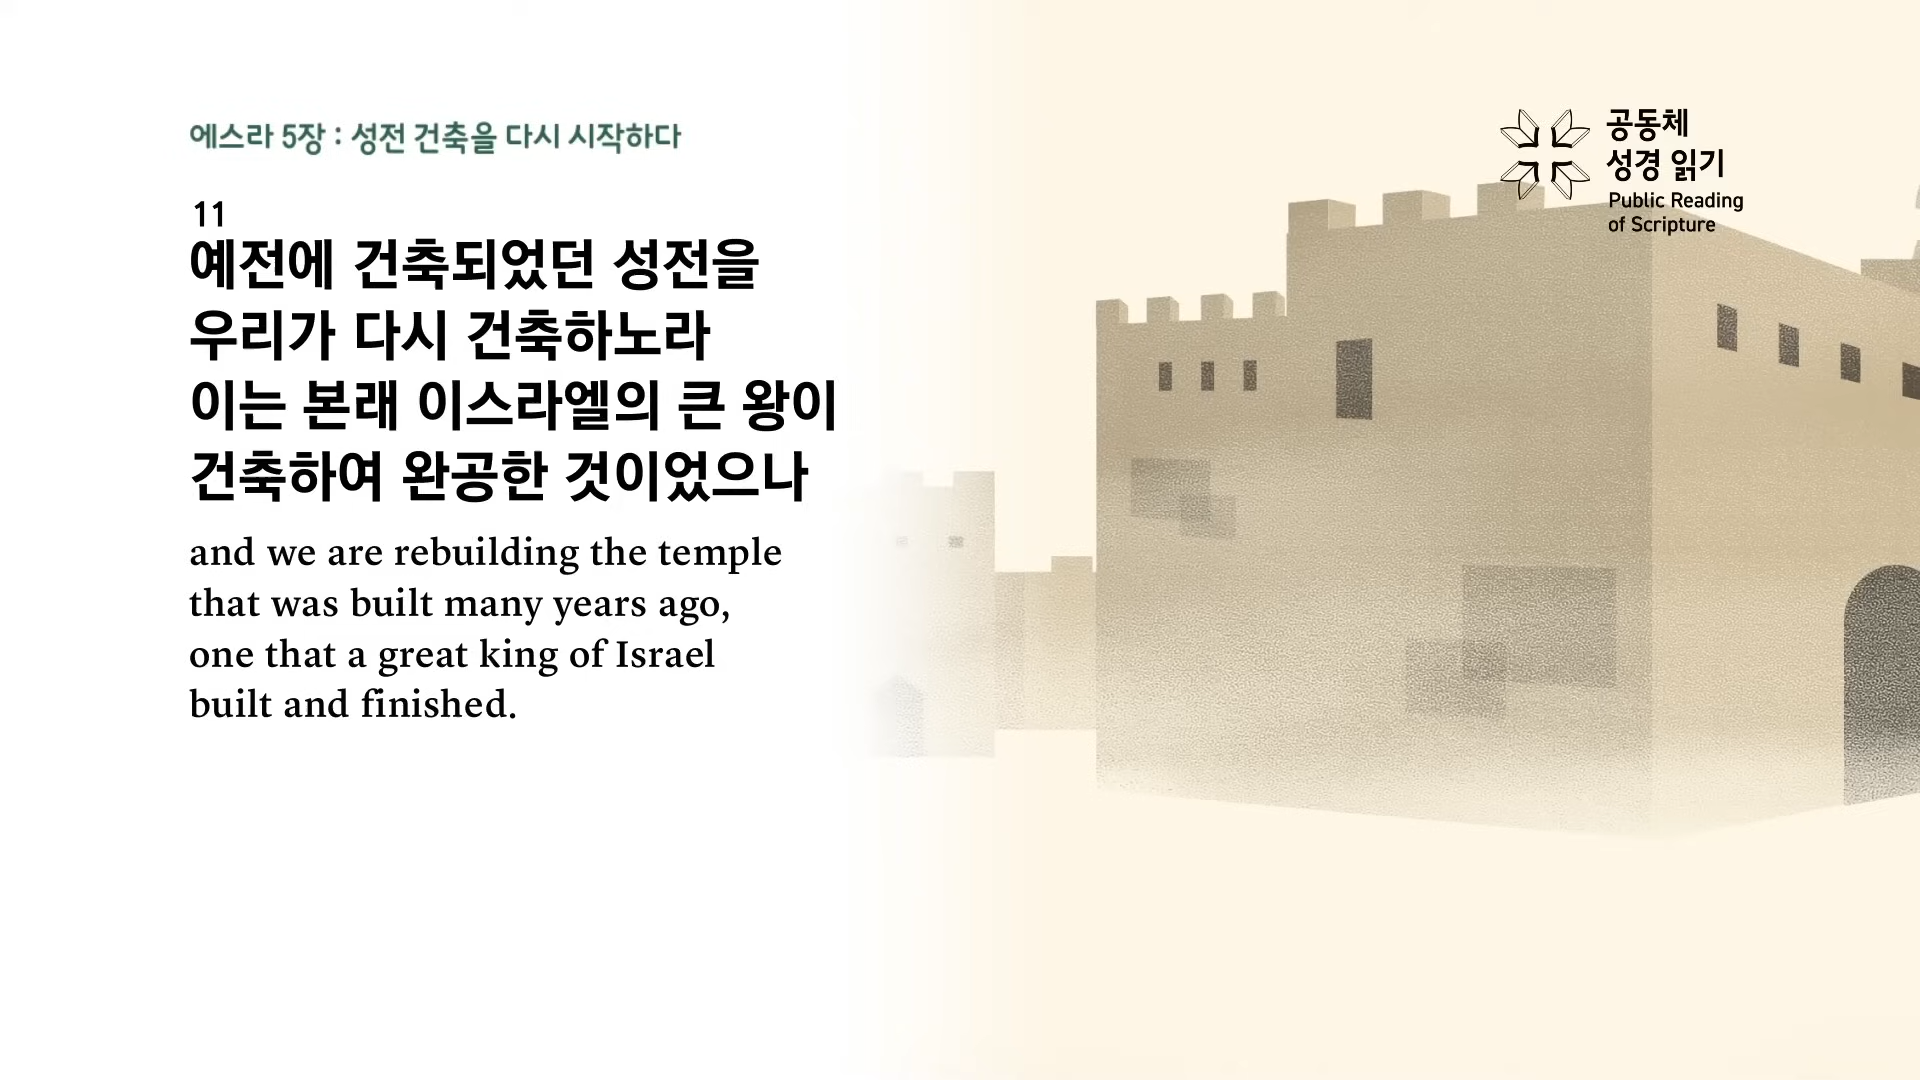 에스라 5장 : 성전 건축을 다시 시작하다
11
예전에 건축되었던 성전을
우리가 다시 건축하노라
이는 본래 이스라엘의 큰 왕이
건축하여 완공한 것이었으나
and we are rebuilding the temple
that was built many years ago,
one that a great king of Israel
built and finished.
공동체
성경 읽기
Public Reading
of Scripture